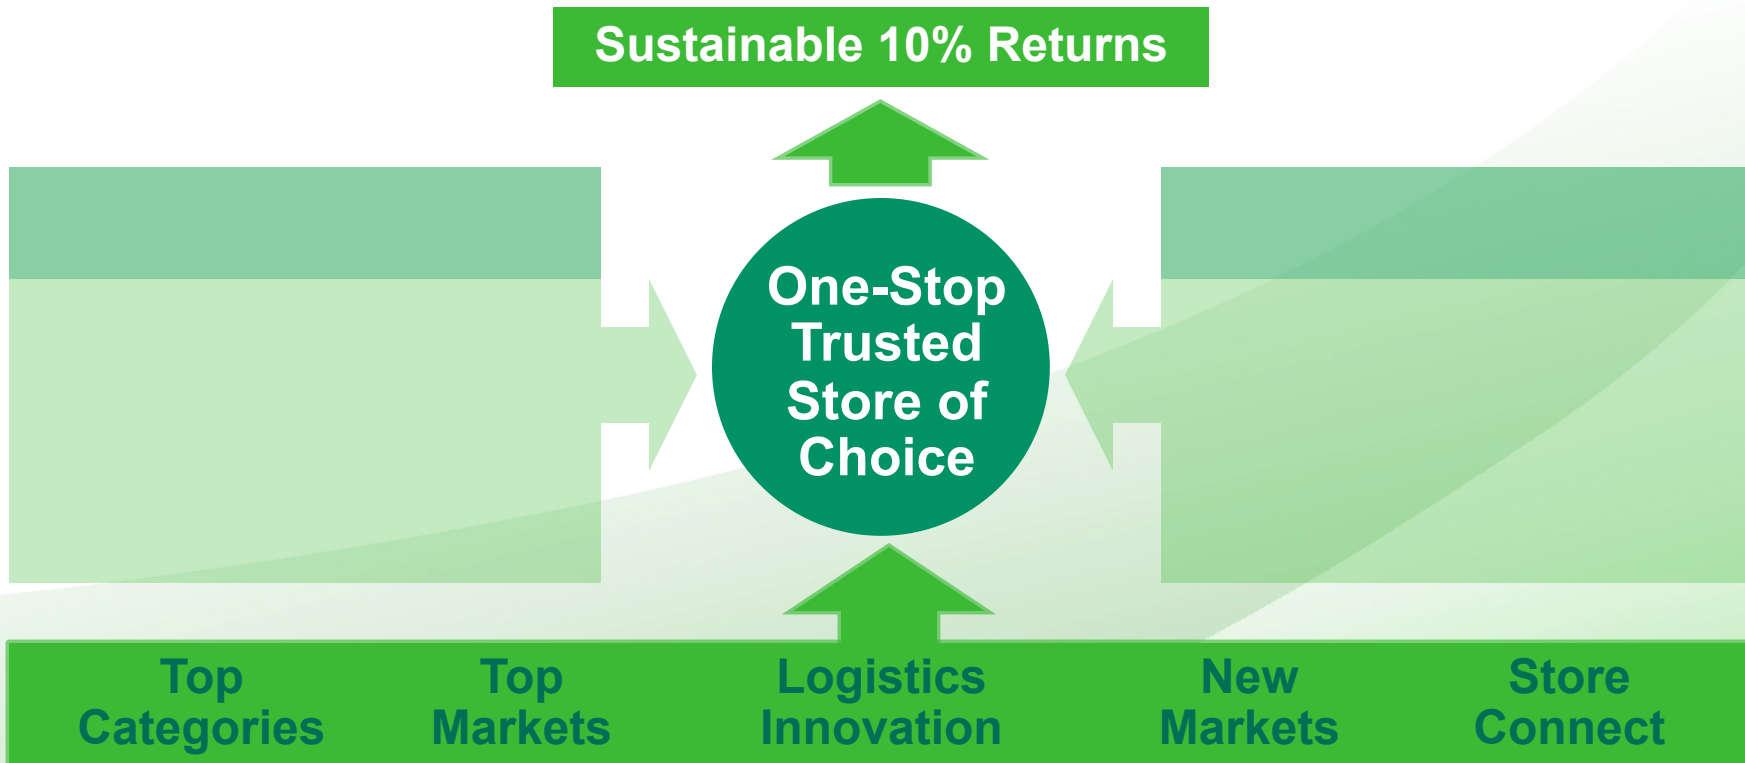 Sustainable 10% Returns
One-Stop
Trusted
Store of
Choice
Top
Categories
Top
Markets
Logistics
Innovation
New
Markets
Store
Connect